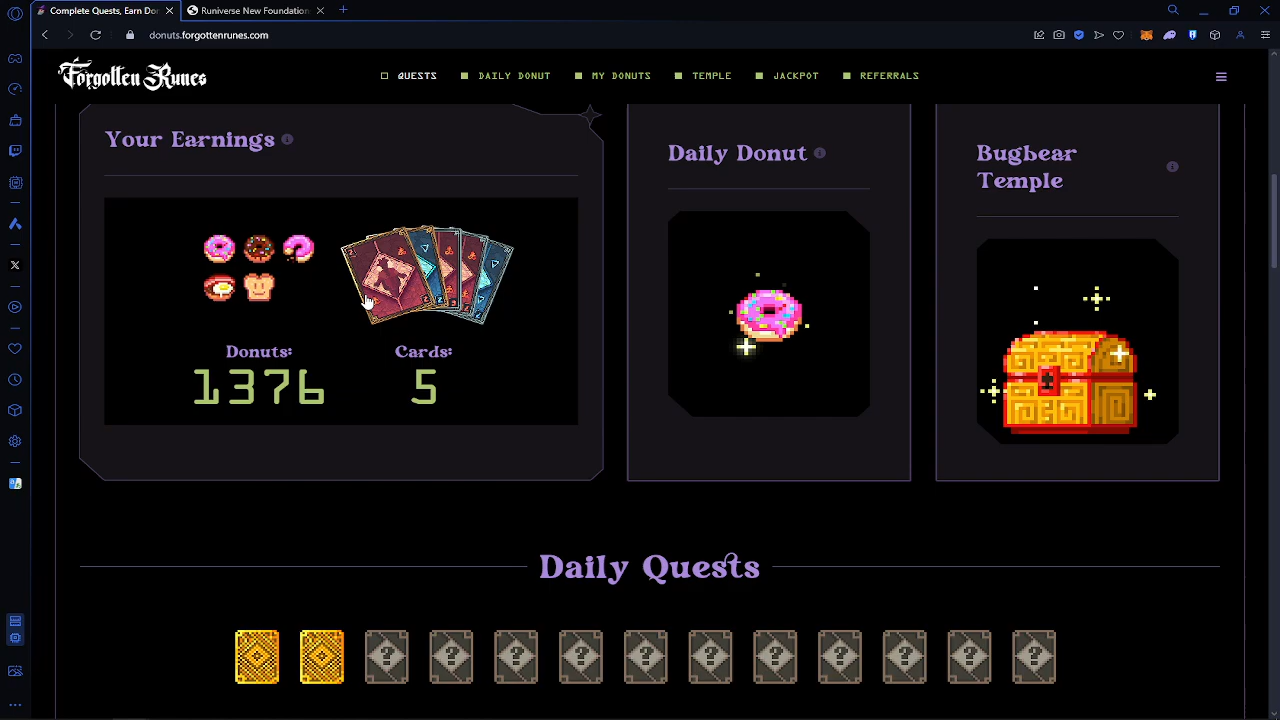 Complete Quests, Earn Do
Runiverse New Foundation
donuts.forgottenrunes.com
Forgotten Runes
QUESTS
DAILY DONUT
MY DONUTS
TEMPLE
JACKPOT
REFERRALS
Your Earnings
Donuts:
1376
Cards:
5
Daily Donut
Bugbear
Temple
Daily Quests
? ? ? ? ? ? ? ? ? ? ?